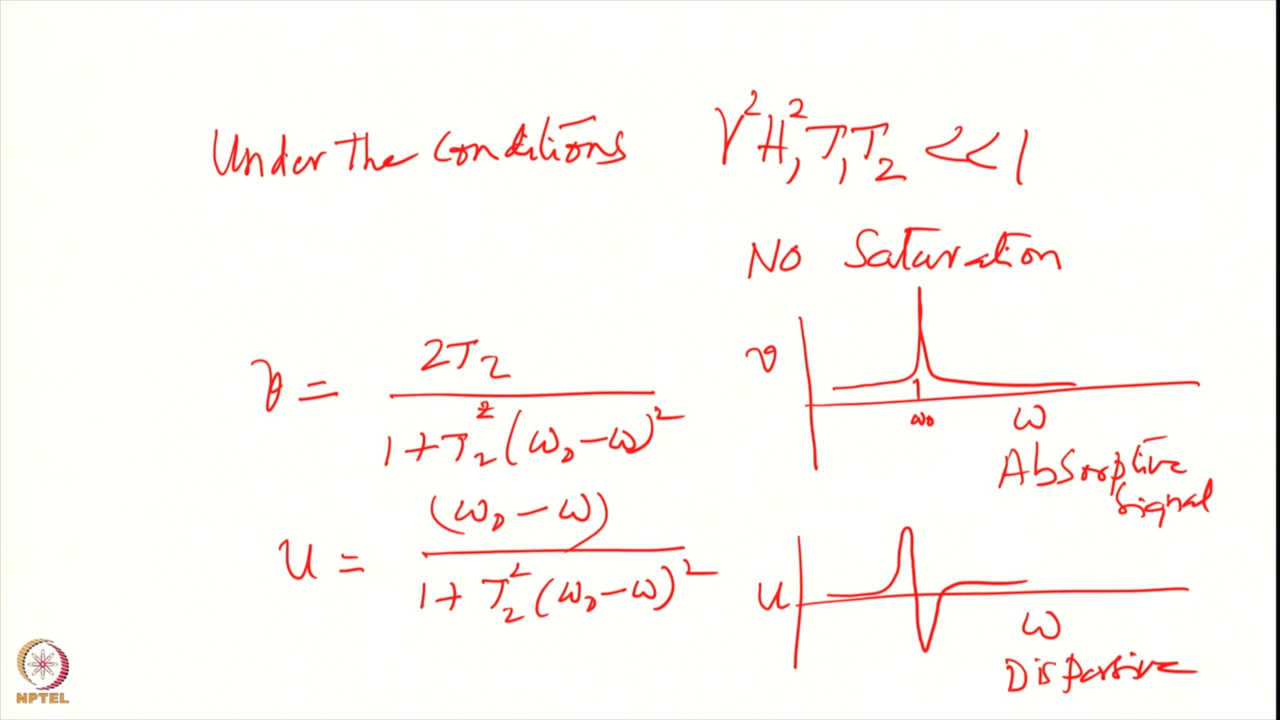 Under the conditions γ²H₁²T₁T₂ << 1
No Saturation
v = 2T₂ / 1 + T₂² (ω₀ - ω)²
v
ω₀
ω
Absorptive
Signal
u = (ω₀ - ω) / 1 + T₂² (ω₀ - ω)²
u
ω
Dispersive
NPTEL